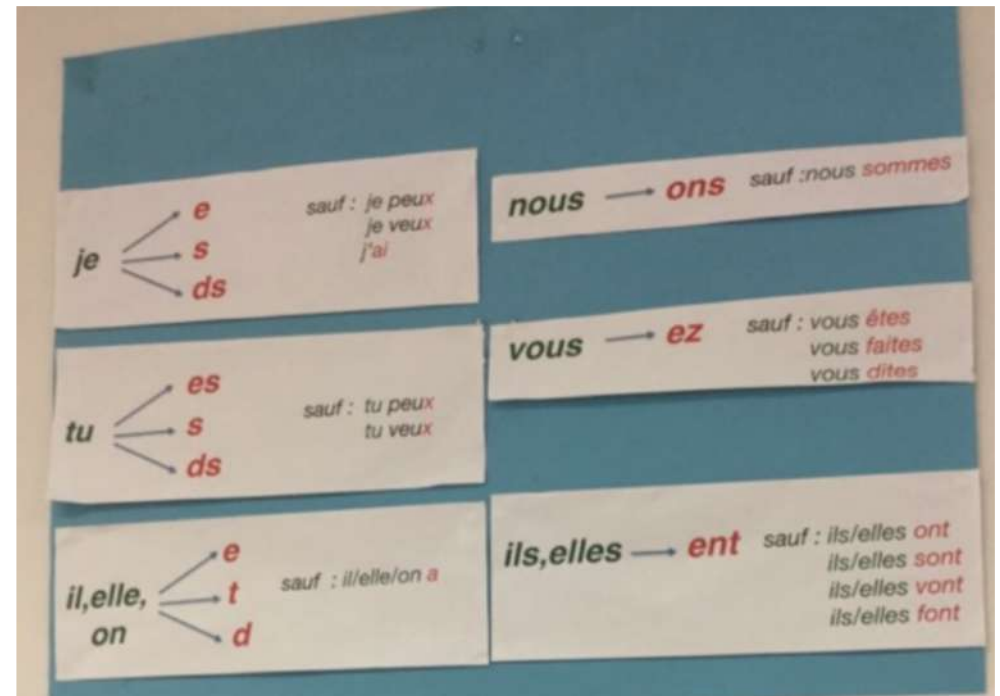 e
sauf : je peux
je veux
je
s
j'ai
ds
es
sauf : tu peux
tu
s
tu veux
ds
e
sauf : il/elle/on a
il,elle,
t
on
d
nous ons sauf :nous sommes
vous ez sauf : vous êtes
vous faites
vous dites
ils,elles ent sauf : ils/elles ont
ils/elles sont
ils/elles vont
ils/elles font